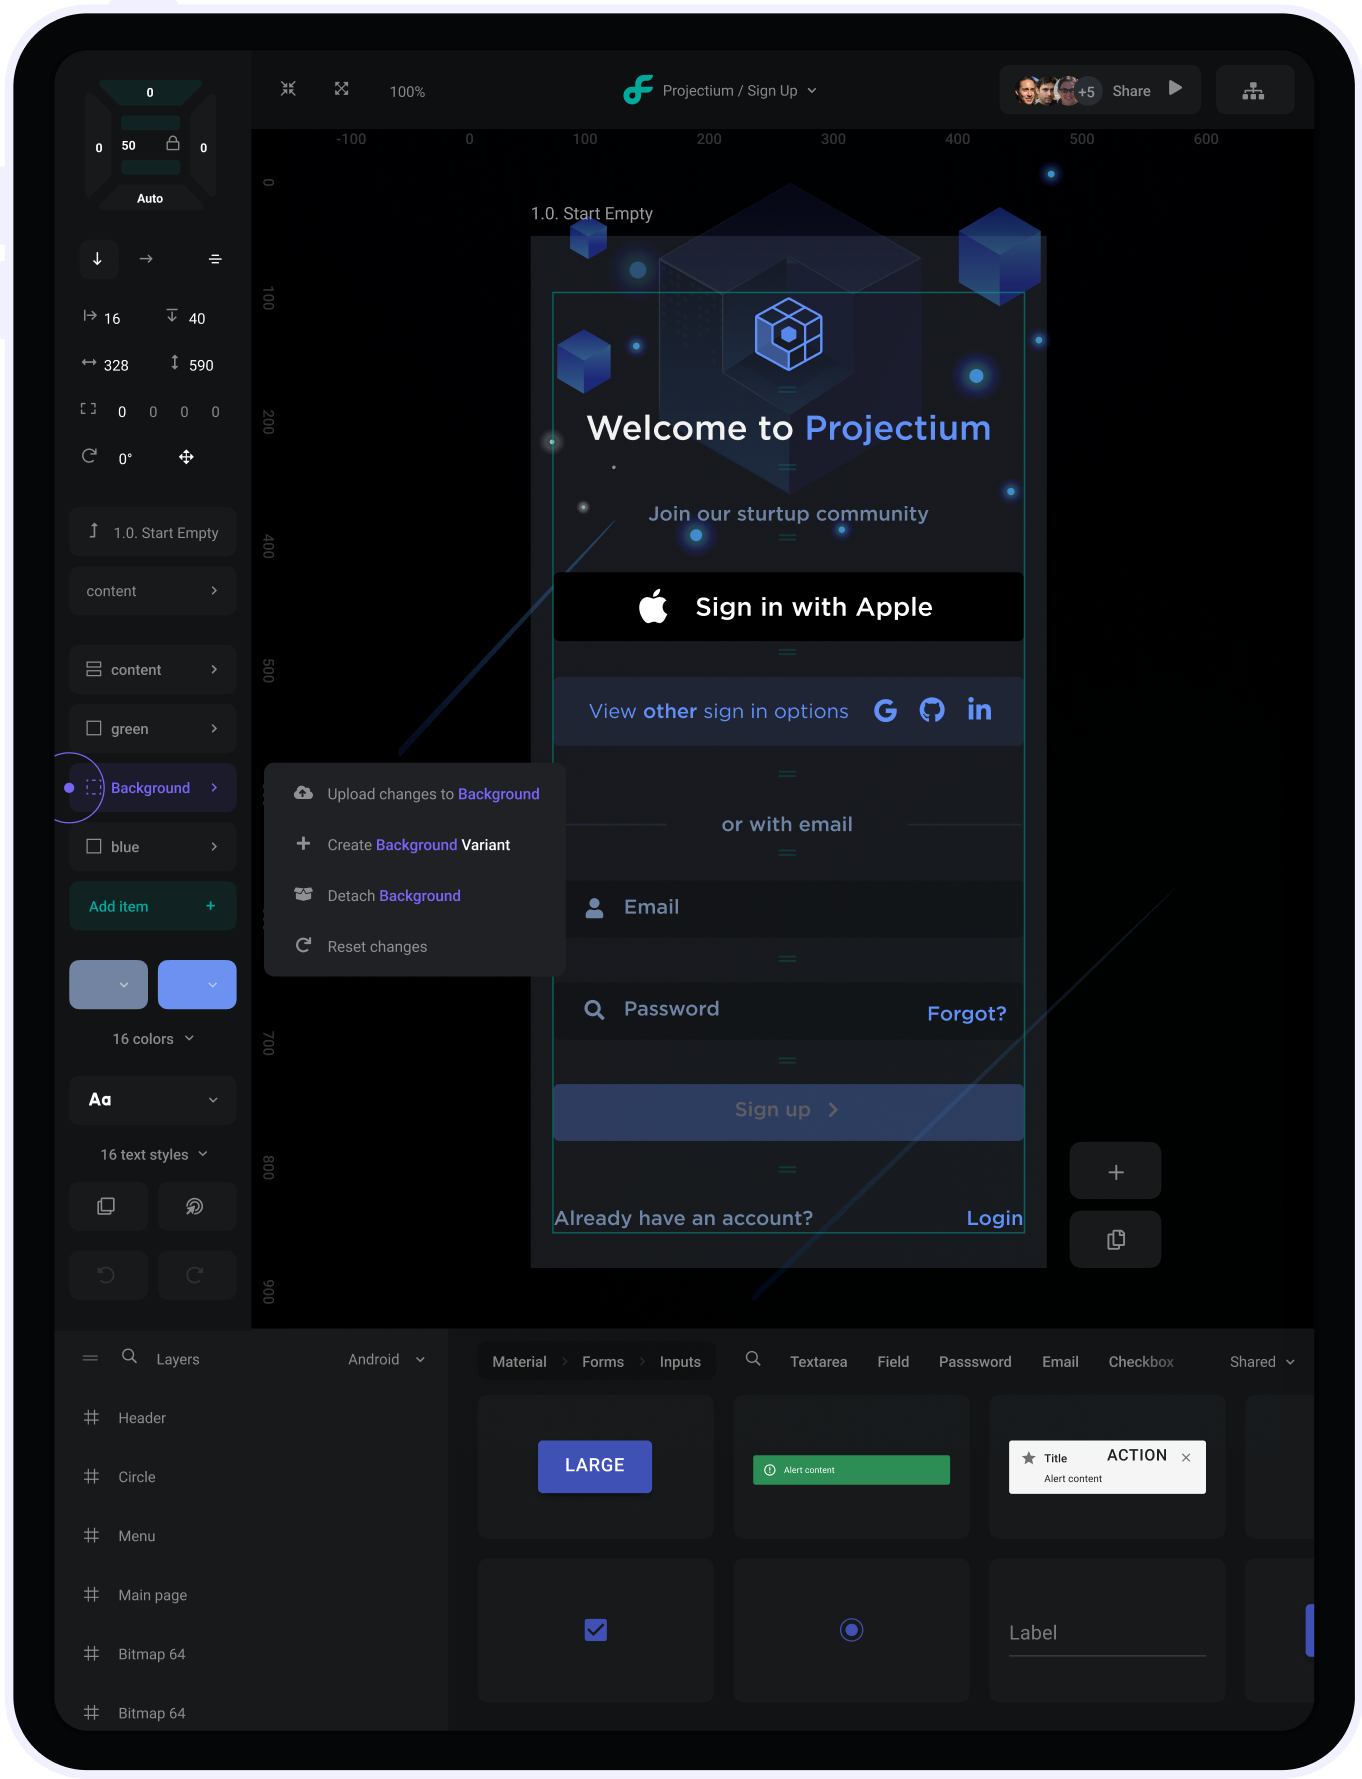 0
0 50 0
Auto
100%
Projectium / Sign Up
+5 Share
-100 0 100 200 300 400 500 600
0
100
200
400
500
700
800
900
16 40
328 590
0 0 0 0
0°
1.0. Start Empty
content
content
green
Background
blue
Add item
16 colors
Aa
16 text styles
Upload changes to Background
Create Background Variant
Detach Background
Reset changes
1.0. Start Empty
Welcome to Projectium
Join our sturtup community
Sign in with Apple
View other sign in options G in
or with email
Email
Password
Forgot?
Sign up
Already have an account? Login
Layers Android
Header
Circle
Menu
Main page
Bitmap 64
Bitmap 64
Material Forms Inputs
Textarea Field Passsword Email Checkbox Shared
LARGE
Alert content
Title ACTION
Alert content
Label